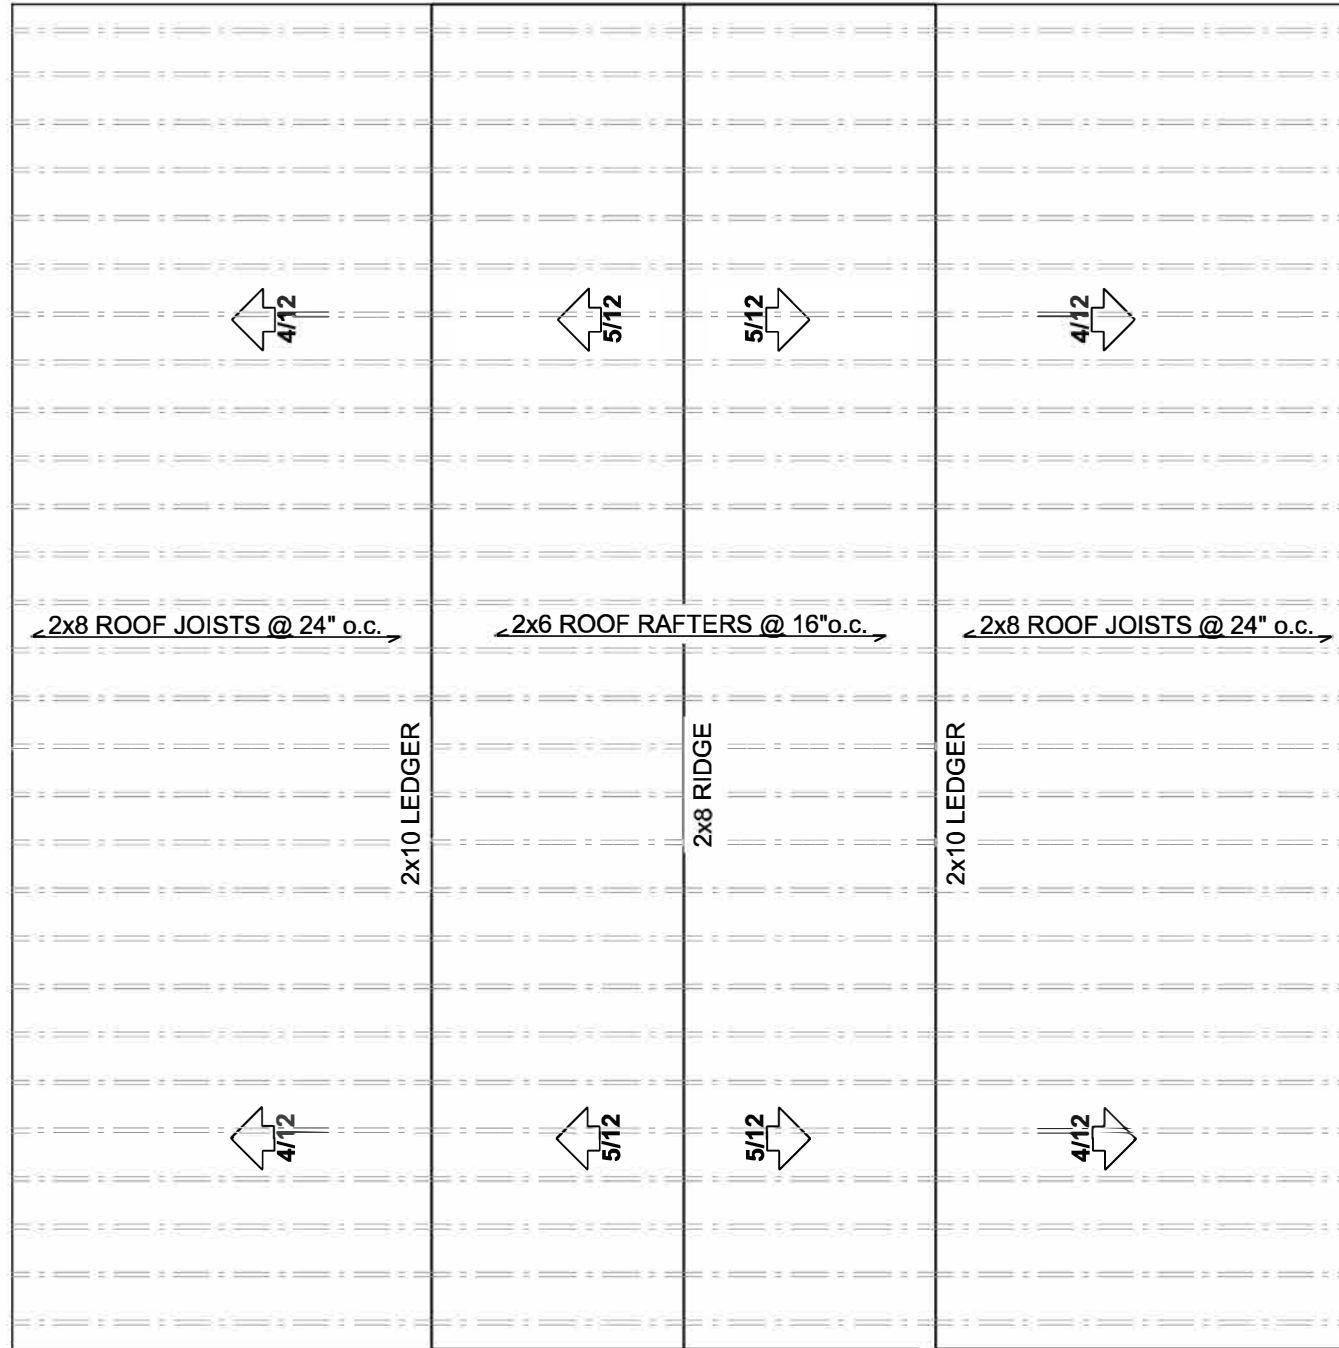 4/12
5/12
5/12
4/12
2x8 ROOF JOISTS @ 24" o.c.
2x6 ROOF RAFTERS @ 16"o.c.
2x8 ROOF JOISTS @ 24" o.c.
2x10 LEDGER
2x8 RIDGE
2x10 LEDGER
4/12
5/12
5/12
4/12